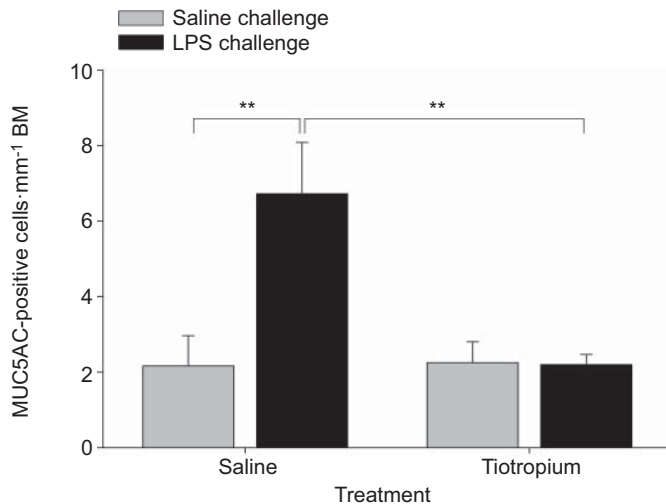 Saline challenge
LPS challenge
MUC5AC-positive cells·mm-1 BM
10
8
6
4
2
0
**
**
Saline
Tiotropium
Treatment